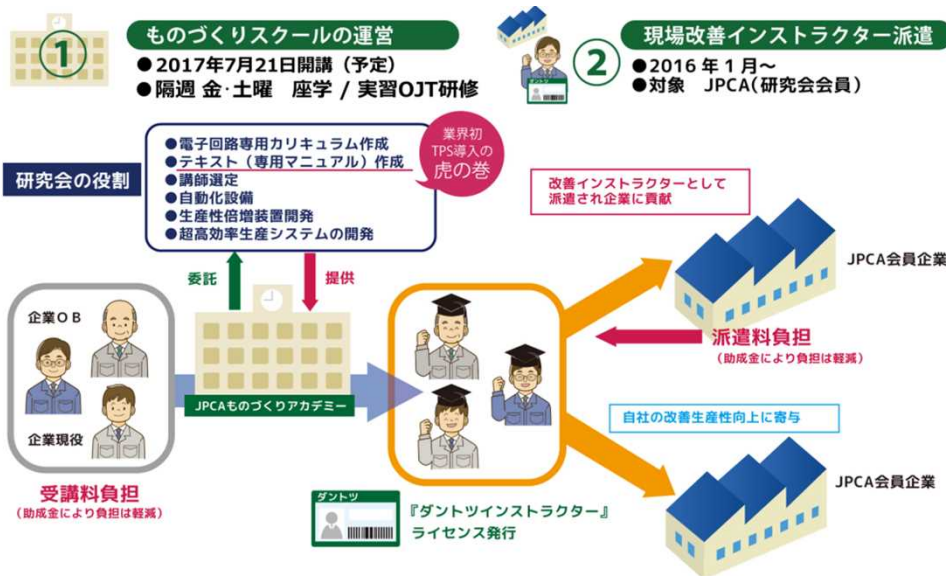 ① ものづくりスクールの運営
●2017年7月21日開講（予定）
●隔週 金･土曜　座学 / 実習OJT研修
② 現場改善インストラクター派遣
●2016 年 1 月～
●対象　JPCA(研究会会員)
研究会の役割
●電子回路専用カリキュラム作成
●テキスト（専用マニュアル）作成
●講師選定
●自動化設備
●生産性倍増装置開発
●超高効率生産システムの開発
業界初
TPS導入の
虎の巻
委託
提供
改善インストラクターとして
派遣され企業に貢献
JPCA会員企業
派遣料負担
(助成金により負担は軽減)
企業ＯＢ
企業現役
JPCAものづくりアカデミー
受講料負担
(助成金により負担は軽減)
自社の改善生産性向上に寄与
JPCA会員企業
ダントツ
『ダントツインストラクター』
ライセンス発行